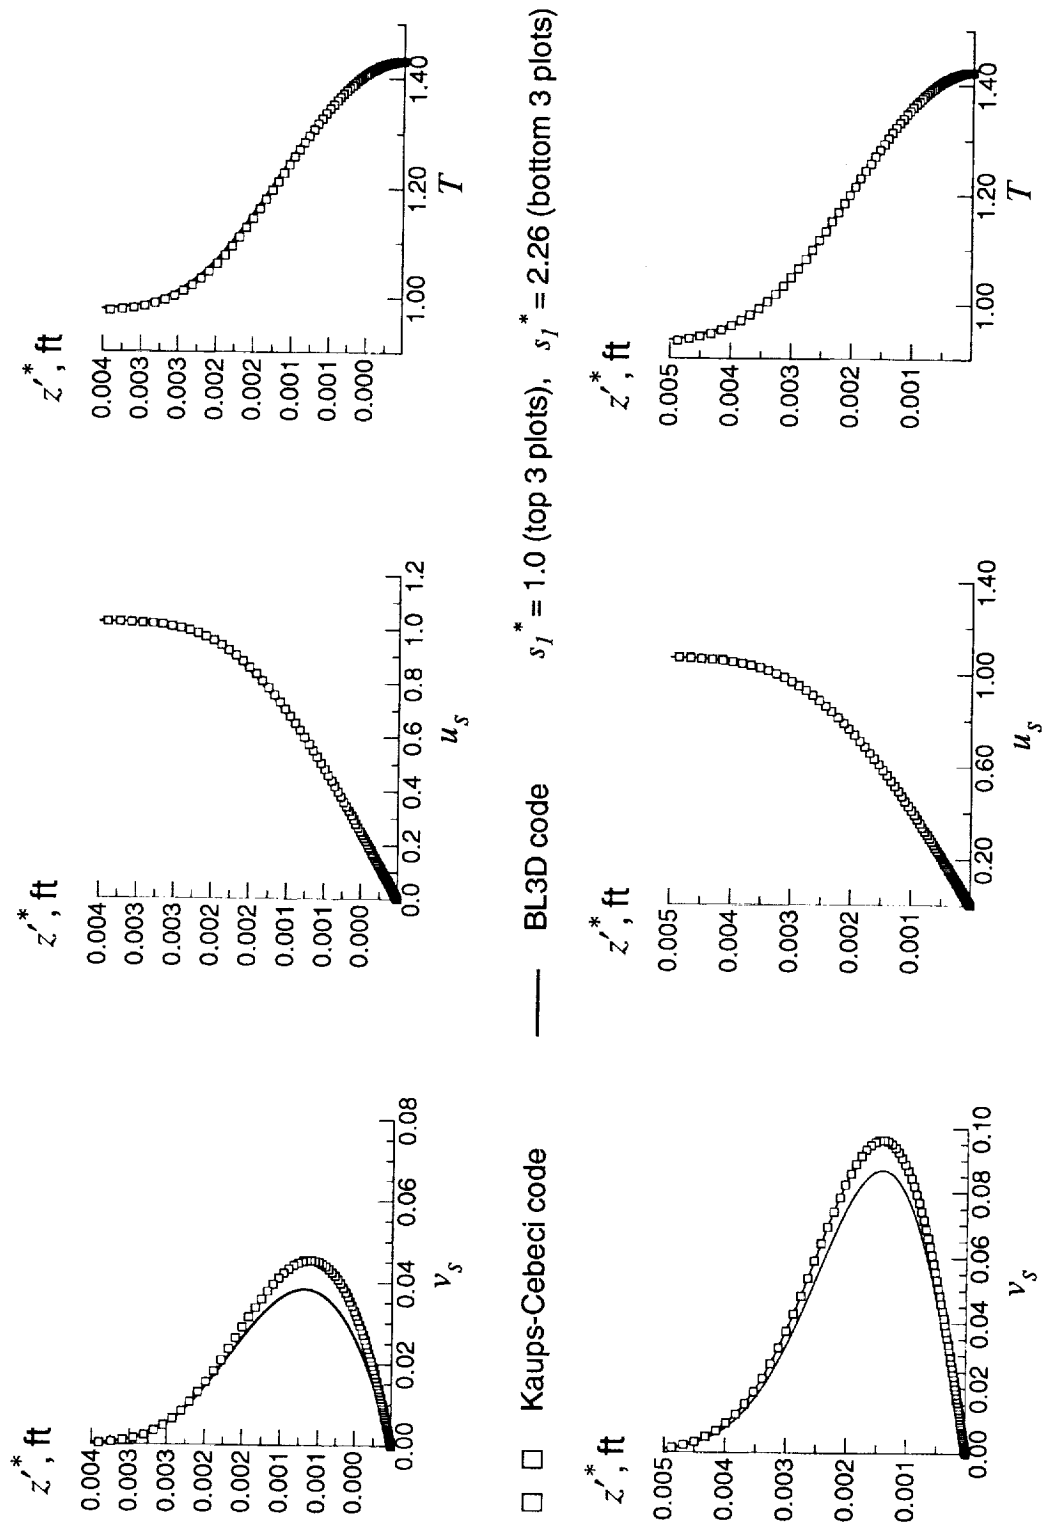 z'*, ft
0.004
0.003
0.003
0.002
0.002
0.001
0.001
0.000
0.00 0.02 0.04 0.06 0.08
v_s
z'*, ft
0.004
0.003
0.003
0.002
0.002
0.001
0.001
0.000
0.0 0.2 0.4 0.6 0.8 1.0 1.2
u_s
z'*, ft
0.004
0.003
0.003
0.002
0.002
0.001
0.001
0.000
1.00 1.20 1.40
T
Kaups-Cebeci code
BL3D code
s_1* = 1.0 (top 3 plots), s_1* = 2.26 (bottom 3 plots)
z'*, ft
0.005
0.004
0.003
0.002
0.001
0.00 0.02 0.04 0.06 0.08 0.10
v_s
z'*, ft
0.005
0.004
0.003
0.002
0.001
0.20 0.60 1.00 1.40
u_s
z'*, ft
0.005
0.004
0.003
0.002
0.001
1.00 1.20 1.40
T